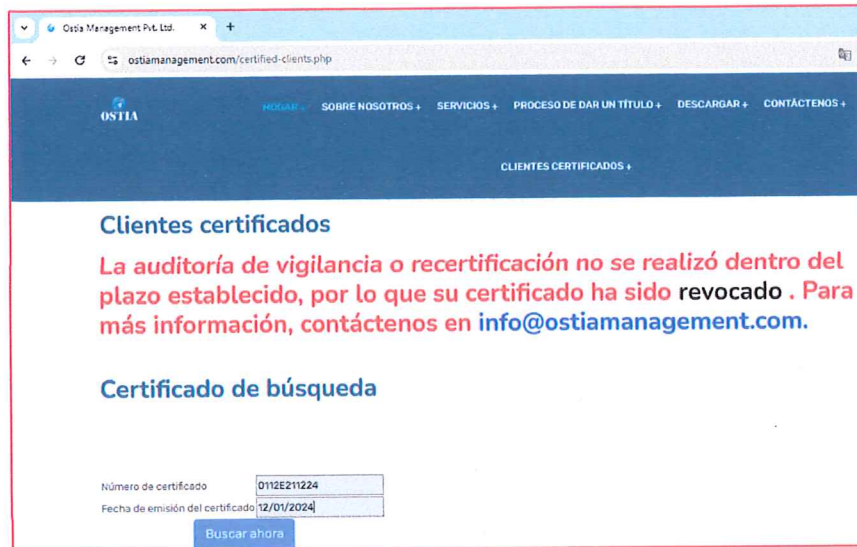 Ostia Management Pvt. Ltd.
ostiamanagement.com/certified-clients.php
OSTIA
HOGAR +
SOBRE NOSOTROS +
SERVICIOS +
PROCESO DE DAR UN TÍTULO +
DESCARGAR +
CONTÁCTENOS +
CLIENTES CERTIFICADOS +
Clientes certificados
La auditoría de vigilancia o recertificación no se realizó dentro del
plazo establecido, por lo que su certificado ha sido revocado . Para
más información, contáctenos en info@ostiamanagement.com.
Certificado de búsqueda
Número de certificado 0112E211224
Fecha de emisión del certificado 12/01/2024
Buscar ahora